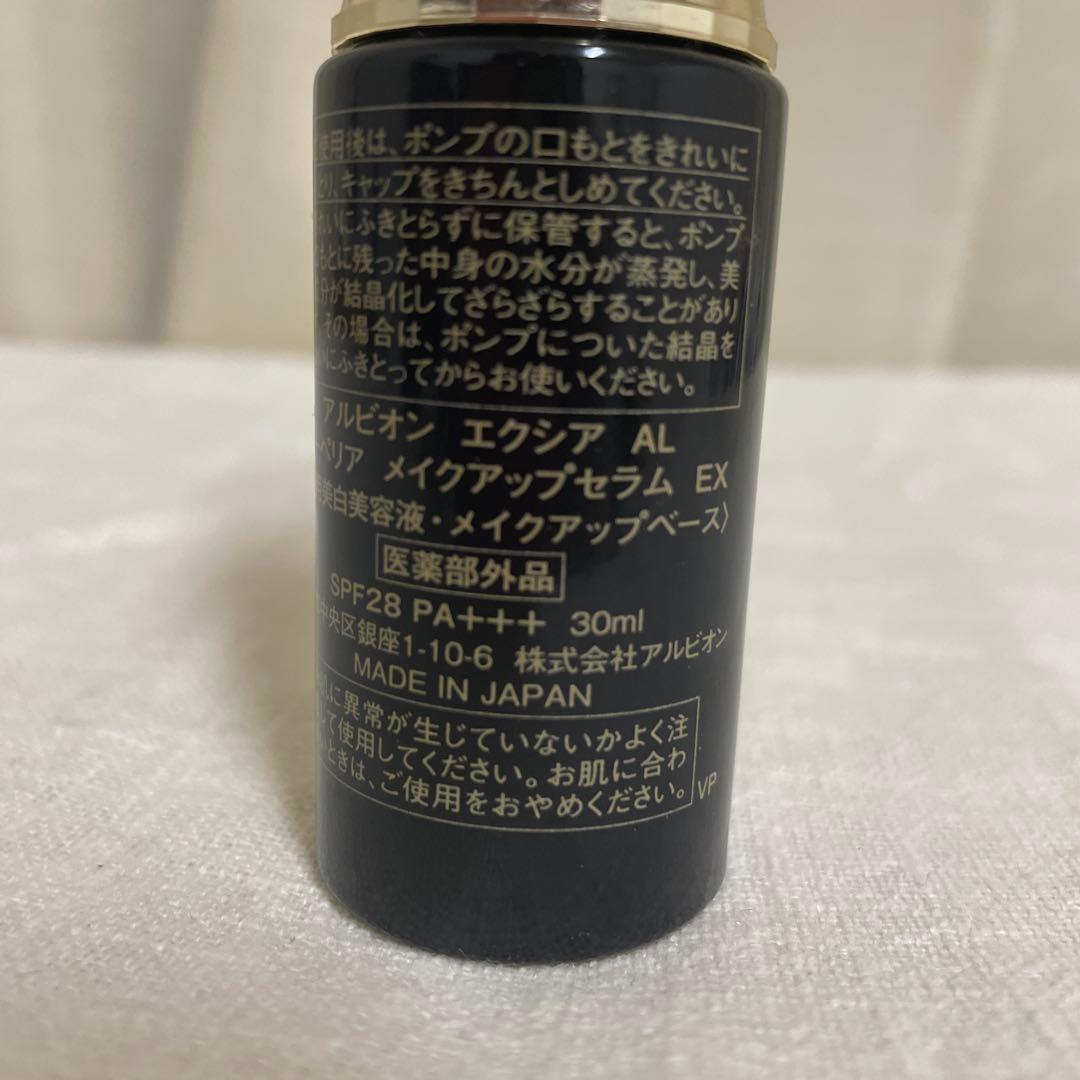 使用後は、ポンプの口もとをきれいに
とり、キャップをきちんとしめてください。
れいにふきとらずに保管すると、ポンプ
もとに残った中身の水分が蒸発し、美
分が結晶化してざらざらすることがあり
その場合は、ポンプについた結晶を
いにふきとってからお使いください。
アルビオン エクシア AL
ーペリア メイクアップセラム EX
美白美容液・メイクアップベース〉
医薬部外品
SPF28 PA+++ 30ml
中央区銀座1-10-6 株式会社アルビオン
MADE IN JAPAN
肌に異常が生じていないかよく注
して使用してください。お肌に合わ
ときは、ご使用をおやめください。
VP